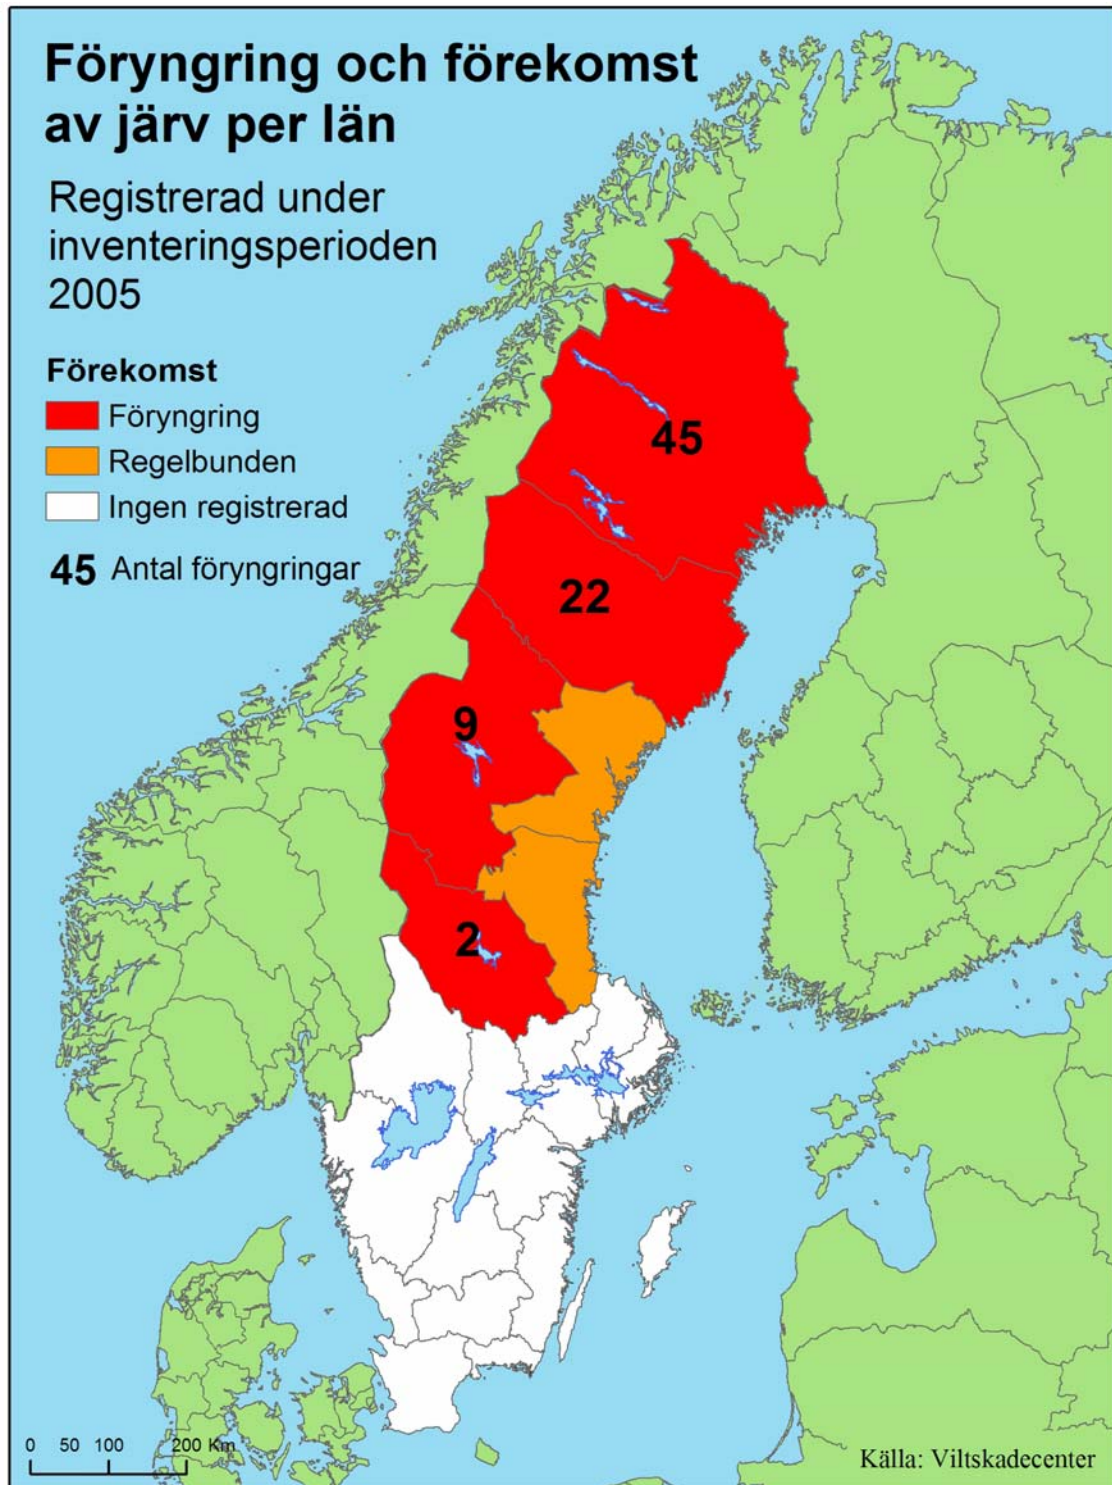 Föryngring och förekomst
av järv per län
Registrerad under
inventeringsperioden
2005
Förekomst
Föryngring
Regelbunden
Ingen registrerad
45 Antal föryngringar
45
22
9
2
0 50 100 200 Km
Källa: Viltskadecenter